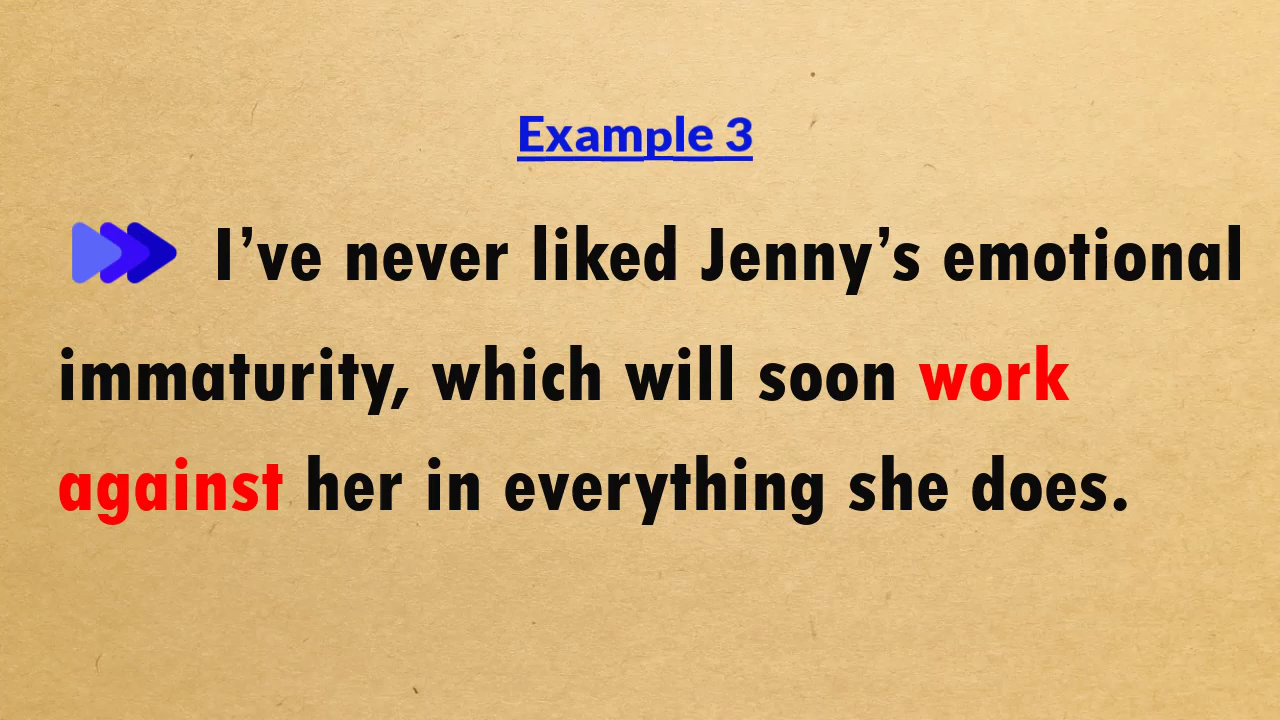 Example 3
I’ve never liked Jenny’s emotional
immaturity, which will soon work
against her in everything she does.